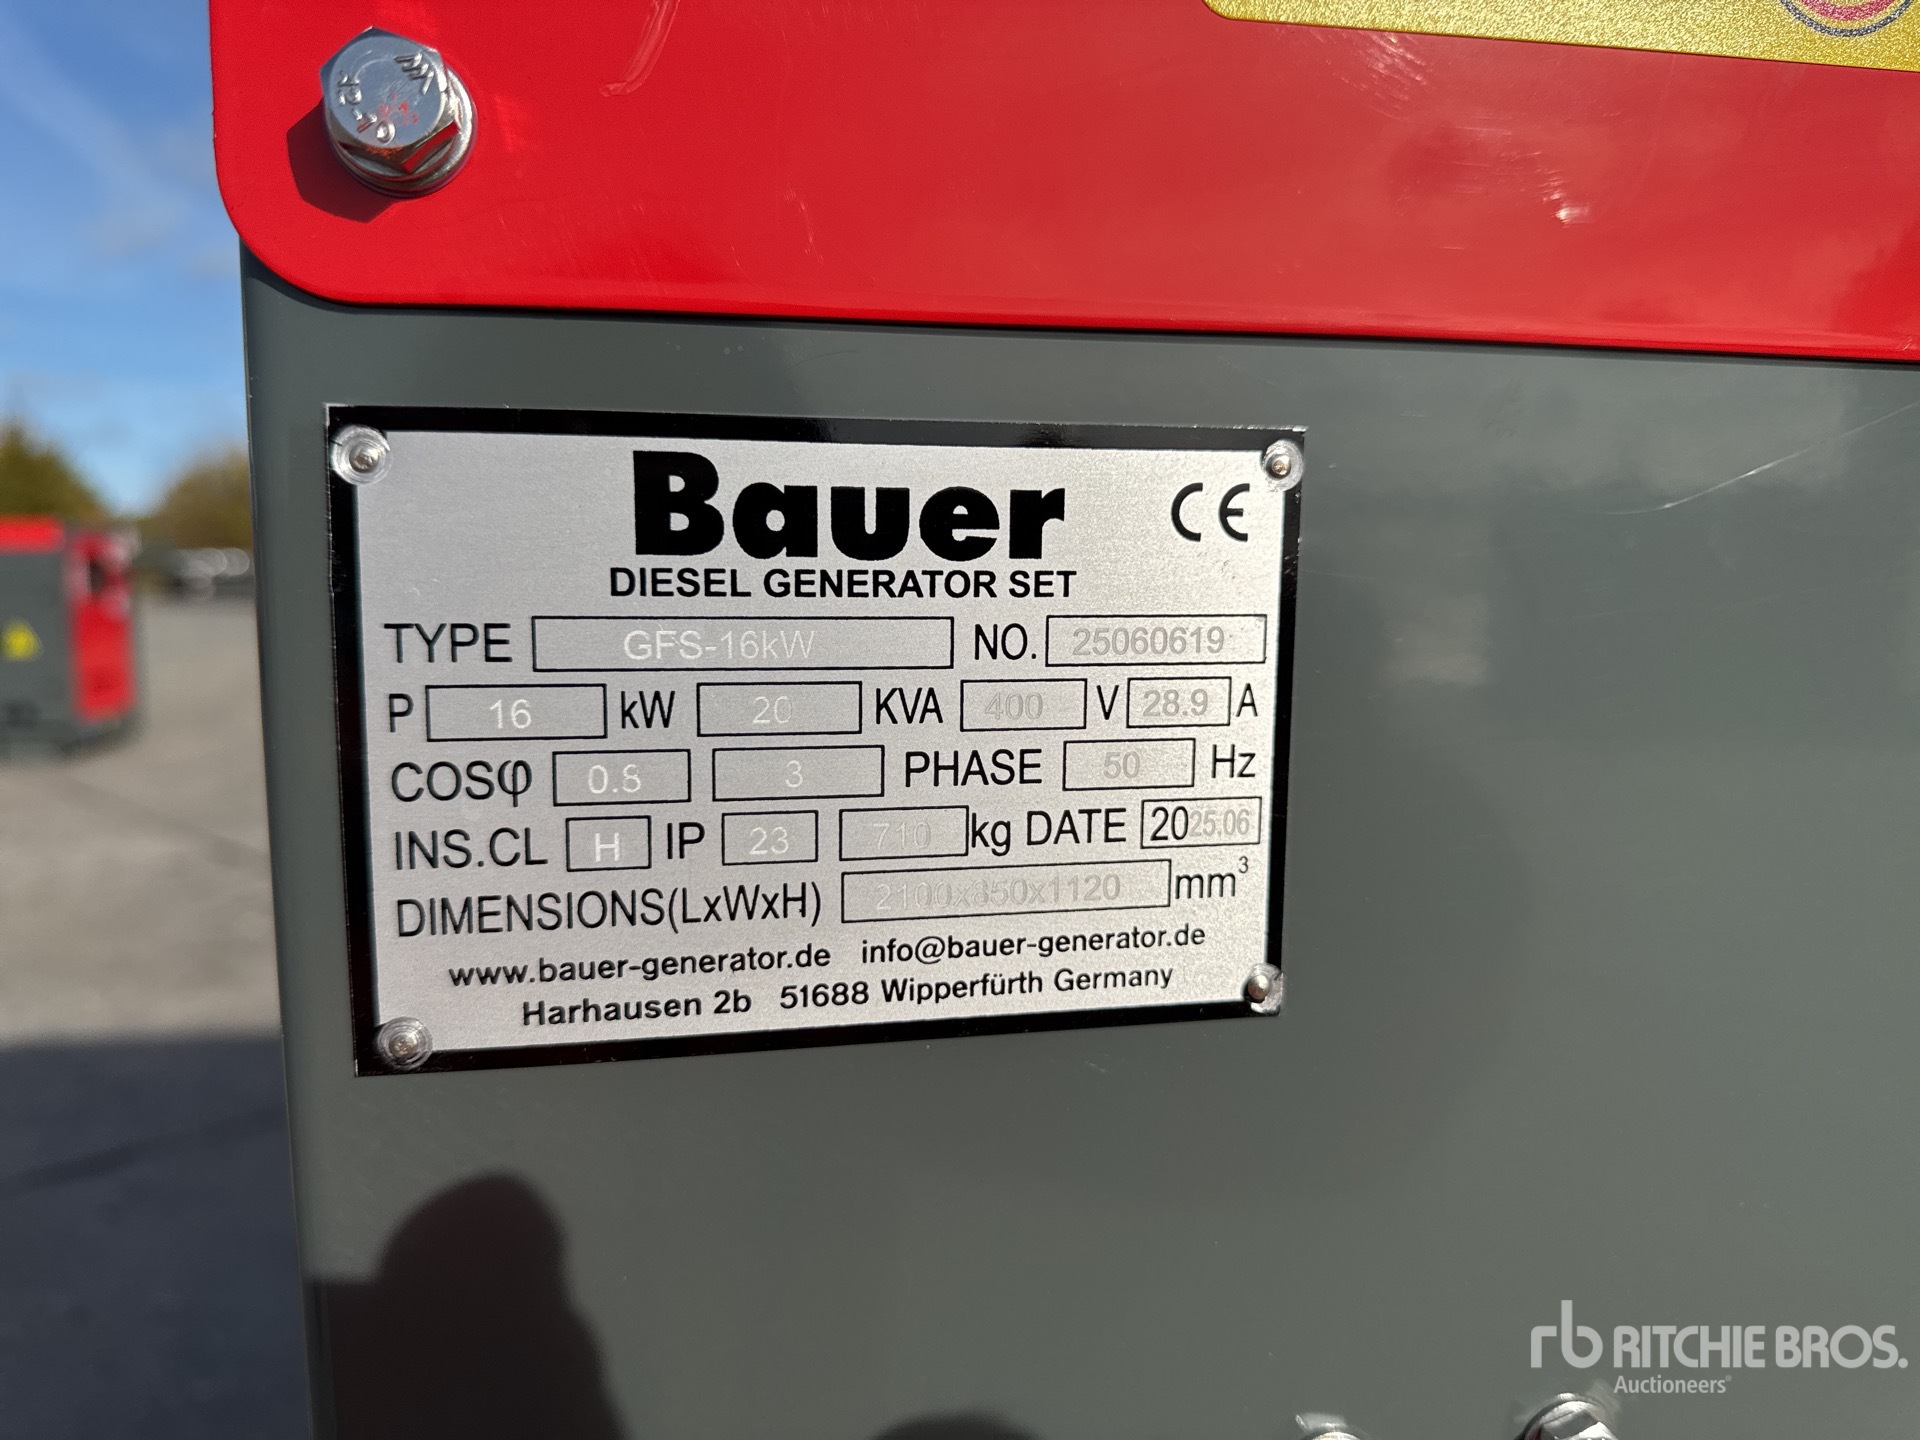 Bauer CE
DIESEL GENERATOR SET
TYPE GFS-16kW NO. 25060619
P 16 kW 20 KVA 400 V 28.9 A
COSφ 0.8 3 PHASE 50 Hz
INS.CL H IP 23 710 kg DATE 2025.06
DIMENSIONS(LxWxH) 2100x850x1120 mm³
www.bauer-generator.de info@bauer-generator.de
Harhausen 2b 51688 Wipperfürth Germany
rb RITCHIE BROS.
Auctioneers